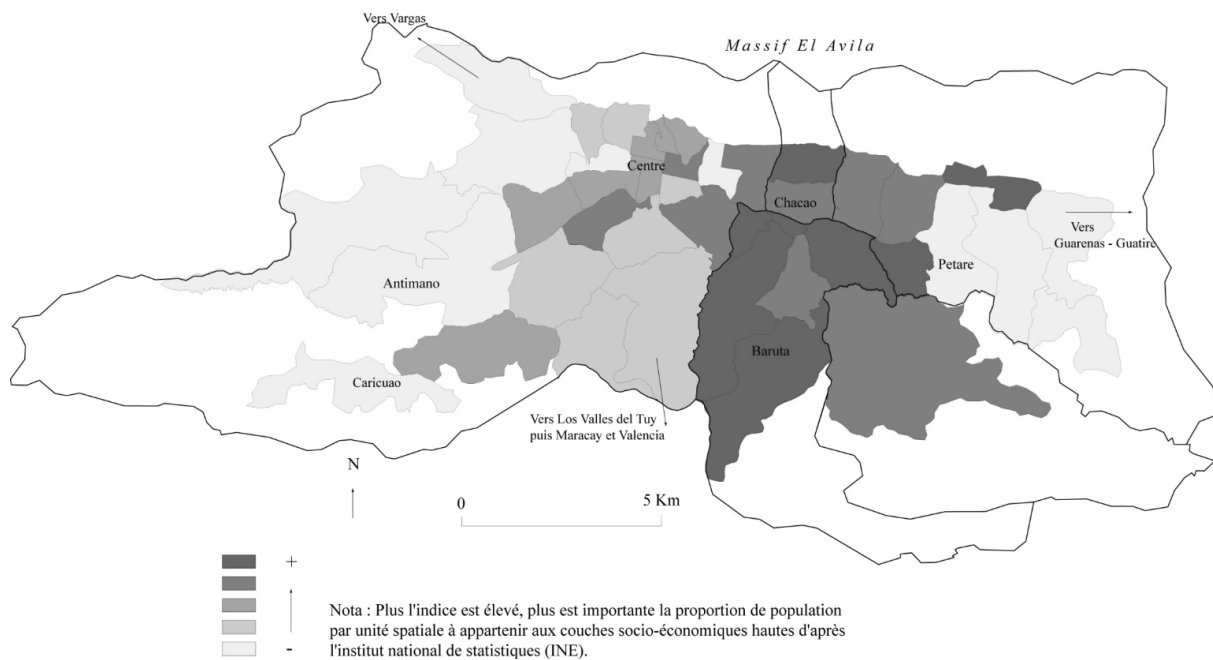 Vers Vargas
Massif El Avila
Centre
Chacao
Vers
Guarenas - Guatire
Petare
Antimano
Baruta
Caricuao
Vers Los Valles del Tuy
puis Maracay et Valencia
N
0 5 Km
+
-
Nota : Plus l'indice est élevé, plus est importante la proportion de population
par unité spatiale à appartenir aux couches socio-économiques hautes d'après
l'institut national de statistiques (INE).